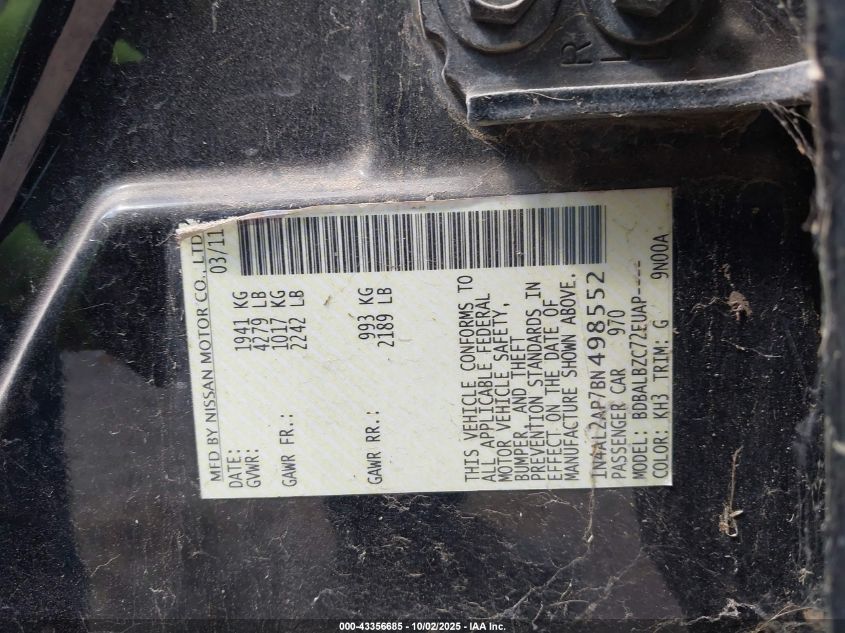 MFD BY NISSAN MOTOR CO., LTD
DATE: 03/11
GVWR: 1941 KG
4279 LB
GAWR FR.: 1017 KG
2242 LB
GAWR RR.: 993 KG
2189 LB
THIS VEHICLE CONFORMS TO
ALL APPLICABLE FEDERAL
MOTOR VEHICLE SAFETY,
BUMPER, AND THEFT
PREVENTION STANDARDS IN
EFFECT ON THE DATE OF
MANUFACTURE SHOWN ABOVE.
1N4AL2AP7BN498552
PASSENGER CAR 970
MODEL: BDBALBZC72EUAP----
COLOR: KH3 TRIM: G 9N00A
R
L
000-43356685 - 10/02/2025 - IAA Inc.